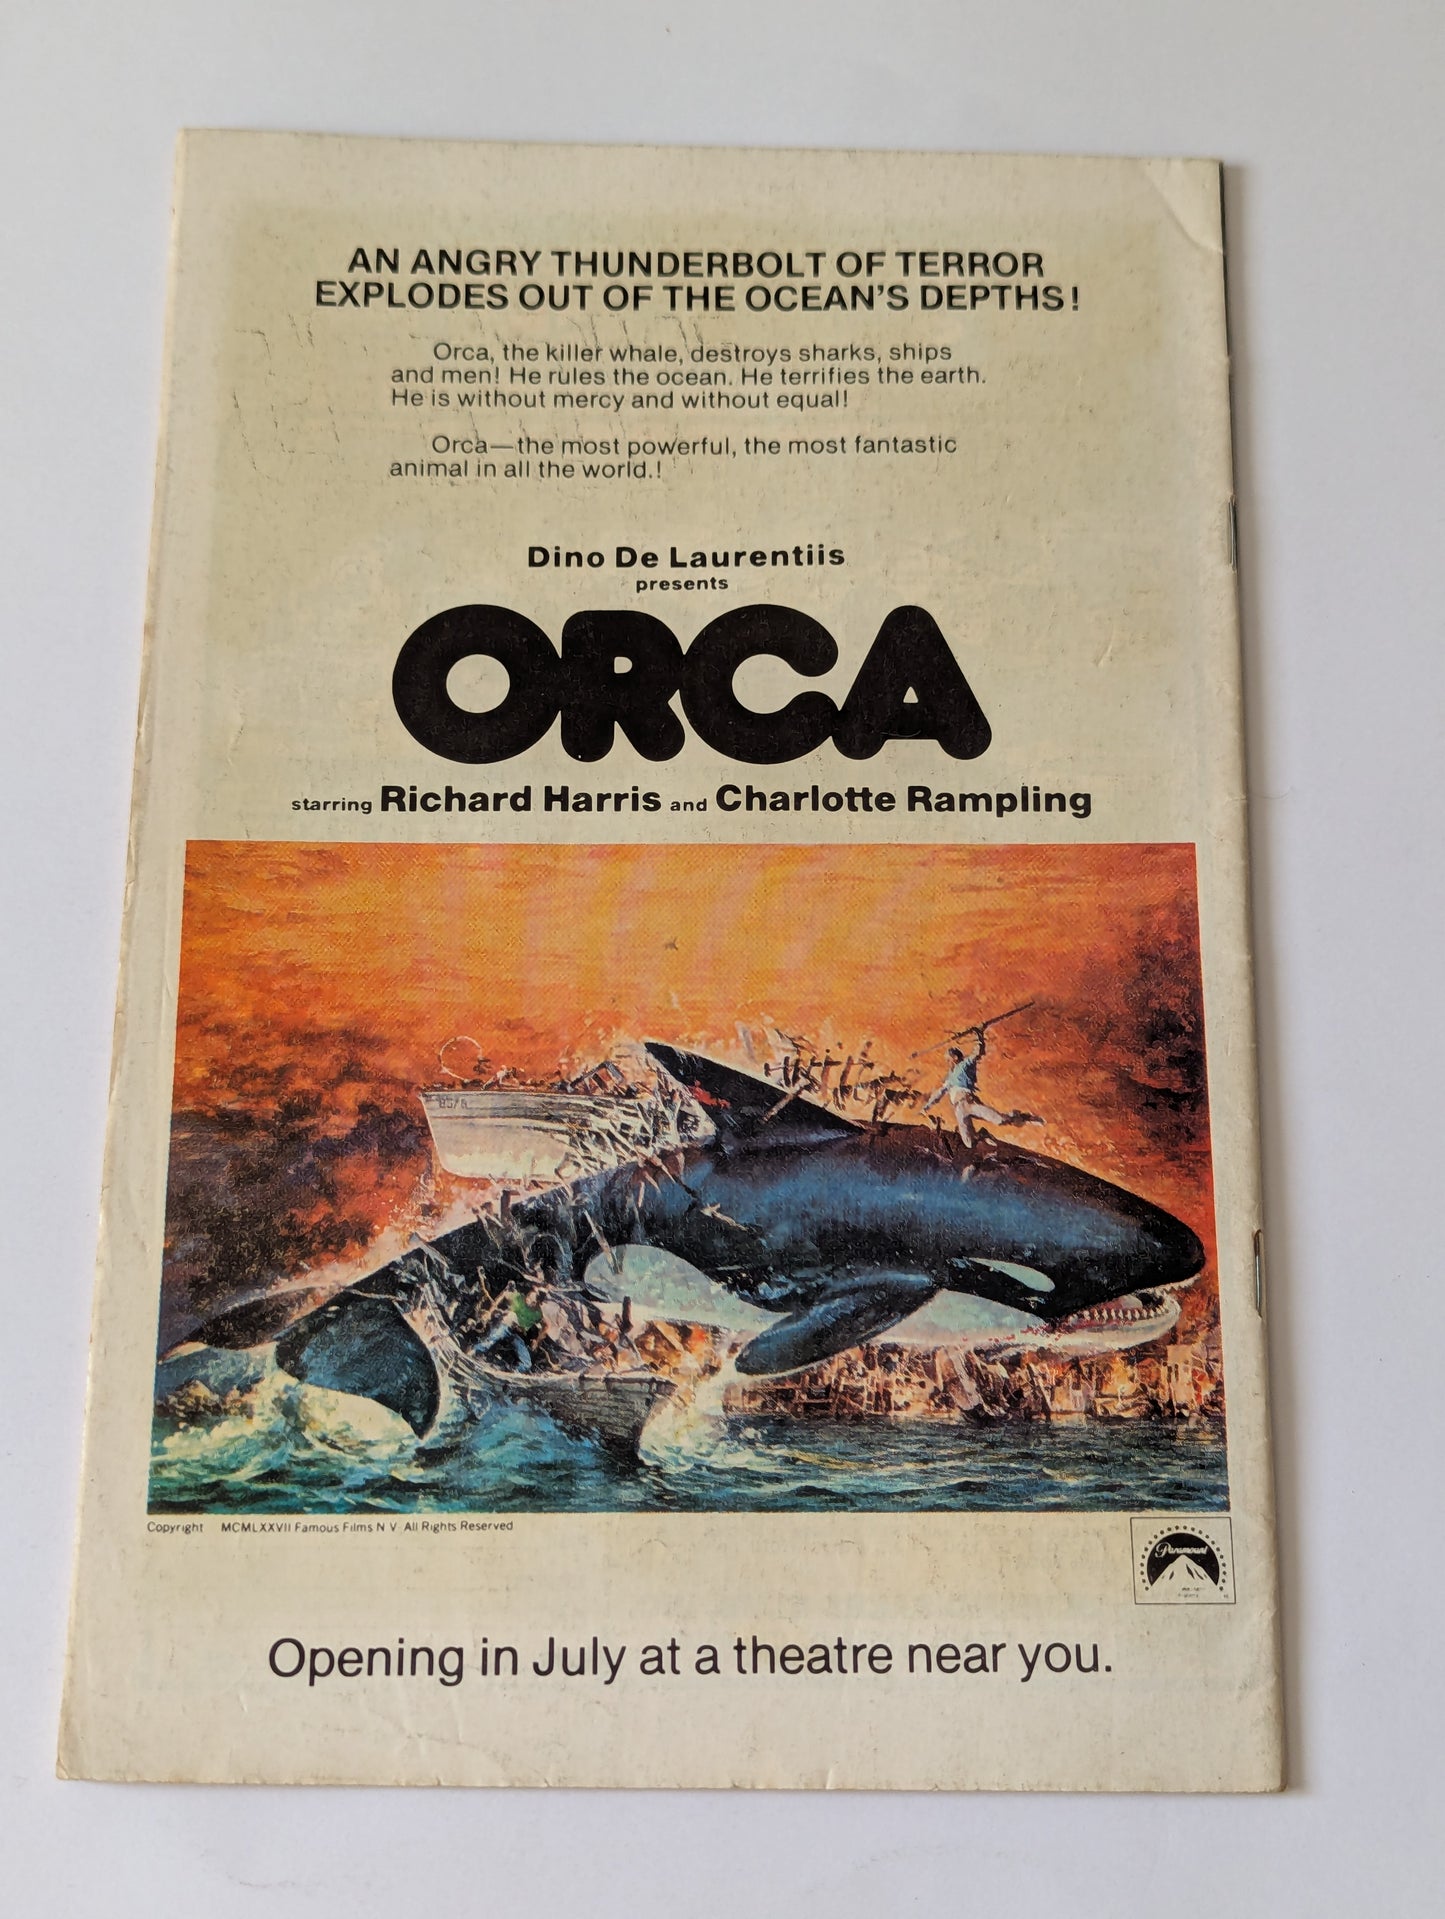 AN ANGRY THUNDERBOLT OF TERROR
EXPLODES OUT OF THE OCEAN'S DEPTHS!
Orca, the killer whale, destroys sharks, ships
and men! He rules the ocean. He terrifies the earth.
He is without mercy and without equal!
Orca—the most powerful, the most fantastic
animal in all the world.!
Dino De Laurentiis
presents
ORCA
starring Richard Harris and Charlotte Rampling
Copyright MCMLXXVII Famous Films N V All Rights Reserved
Paramount
Opening in July at a theatre near you.